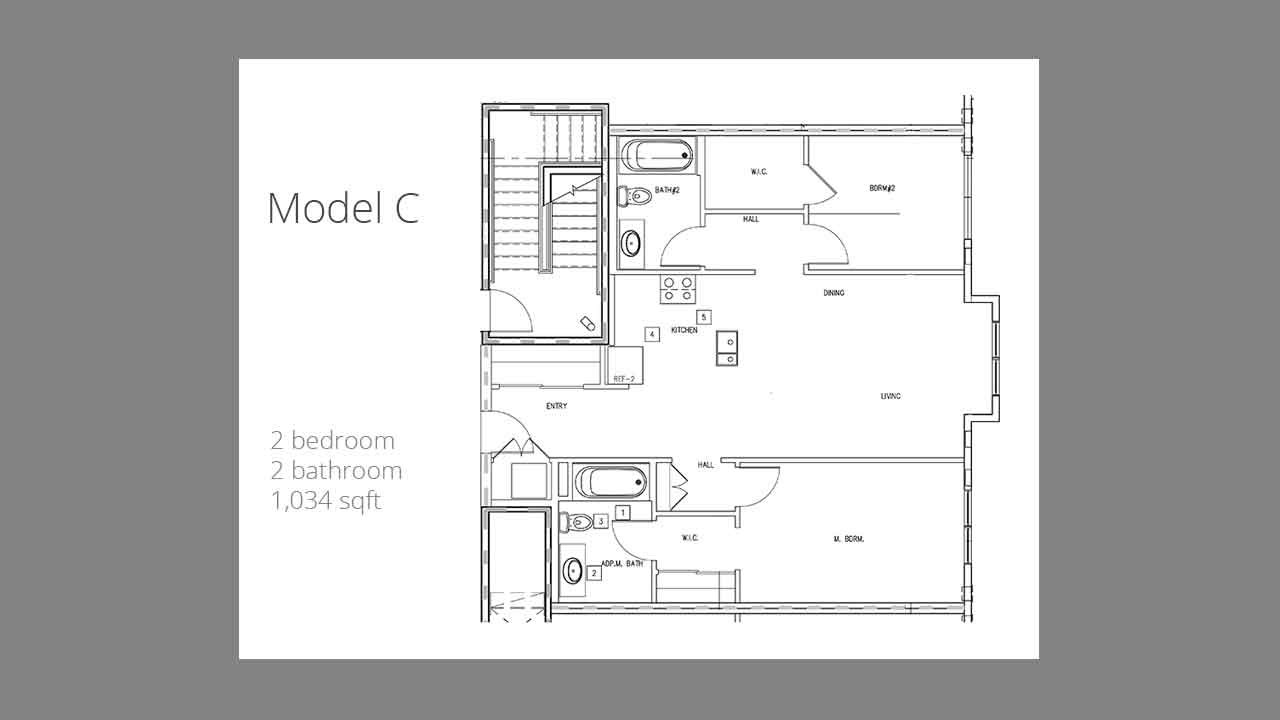 Model C
2 bedroom
2 bathroom
1,034 sqft
W.I.C.
BATH#2
BDRM#2
HALL
DINING
5
4
KITCHEN
REF-2
LIVING
ENTRY
HALL
1
3
W.I.C.
M. BDRM.
ADP.M. BATH
2